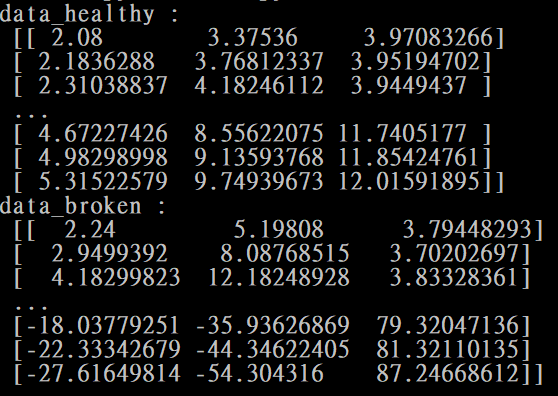 data_healthy :
[[ 2.08 3.37536 3.97083266]
[ 2.1836288 3.76812337 3.95194702]
[ 2.31038837 4.18246112 3.9449437 ]
...
[ 4.67227426 8.55622075 11.7405177 ]
[ 4.98298998 9.13593768 11.85424761]
[ 5.31522579 9.74939673 12.01591895]]
data_broken :
[[ 2.24 5.19808 3.79448293]
[ 2.9499392 8.08768515 3.70202697]
[ 4.18299823 12.18248928 3.83328361]
...
[-18.03779251 -35.93626869 79.32047136]
[-22.33342679 -44.34622405 81.32110135]
[-27.61649814 -54.304316 87.24668612]]